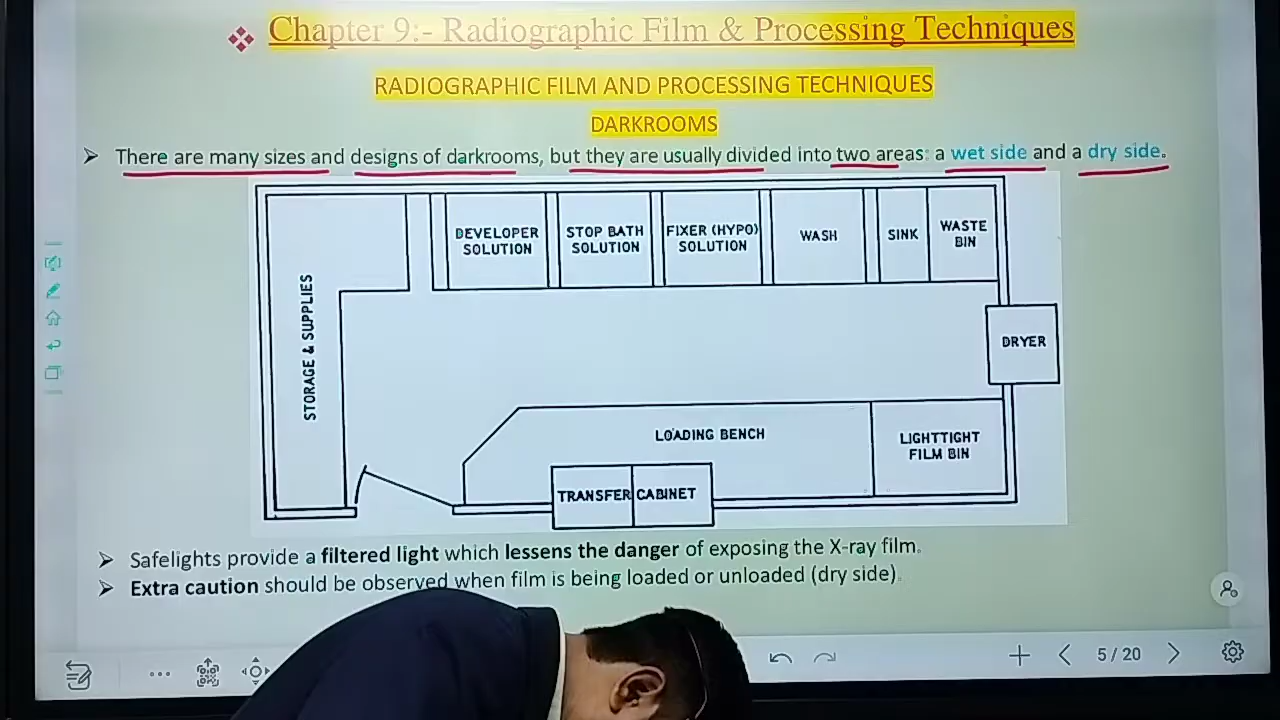 ❖ Chapter 9:- Radiographic Film & Processing Techniques
RADIOGRAPHIC FILM AND PROCESSING TECHNIQUES
DARKROOMS
➢ There are many sizes and designs of darkrooms, but they are usually divided into two areas: a wet side and a dry side.
DEVELOPER
SOLUTION
STOP BATH
SOLUTION
FIXER (HYPO)
SOLUTION
WASH
SINK
WASTE
BIN
STORAGE & SUPPLIES
DRYER
LOADING BENCH
LIGHTTIGHT
FILM BIN
TRANSFER CABINET
➢ Safelights provide a filtered light which lessens the danger of exposing the X-ray film.
➢ Extra caution should be observed when film is being loaded or unloaded (dry side).
5 / 20